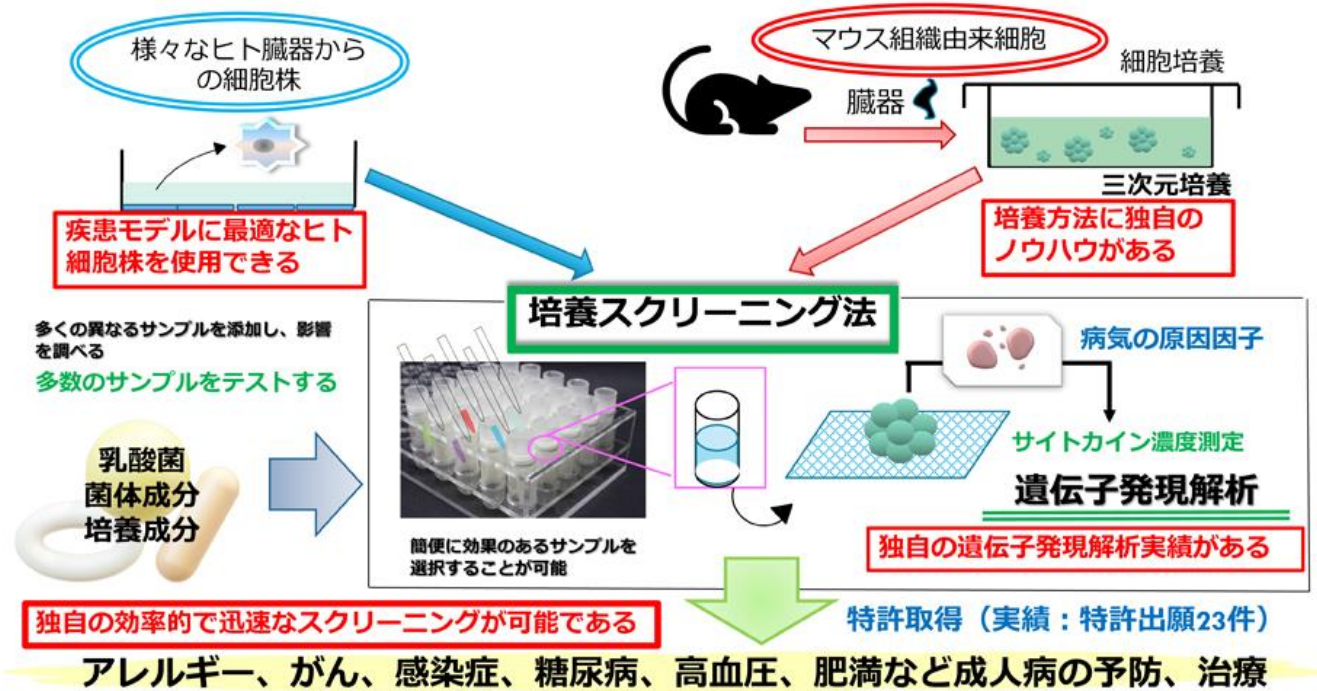 様々なヒト臓器から
の細胞株
マウス組織由来細胞
細胞培養
臓器
三次元培養
疾患モデルに最適なヒト
細胞株を使用できる
培養方法に独自の
ノウハウがある
培養スクリーニング法
多くの異なるサンプルを添加し、影響
を調べる
多数のサンプルをテストする
病気の原因因子
サイトカイン濃度測定
遺伝子発現解析
乳酸菌
菌体成分
培養成分
簡便に効果のあるサンプルを
選択することが可能
独自の遺伝子発現解析実績がある
独自の効率的で迅速なスクリーニングが可能である
特許取得（実績：特許出願23件）
アレルギー、がん、感染症、糖尿病、高血圧、肥満など成人病の予防、治療